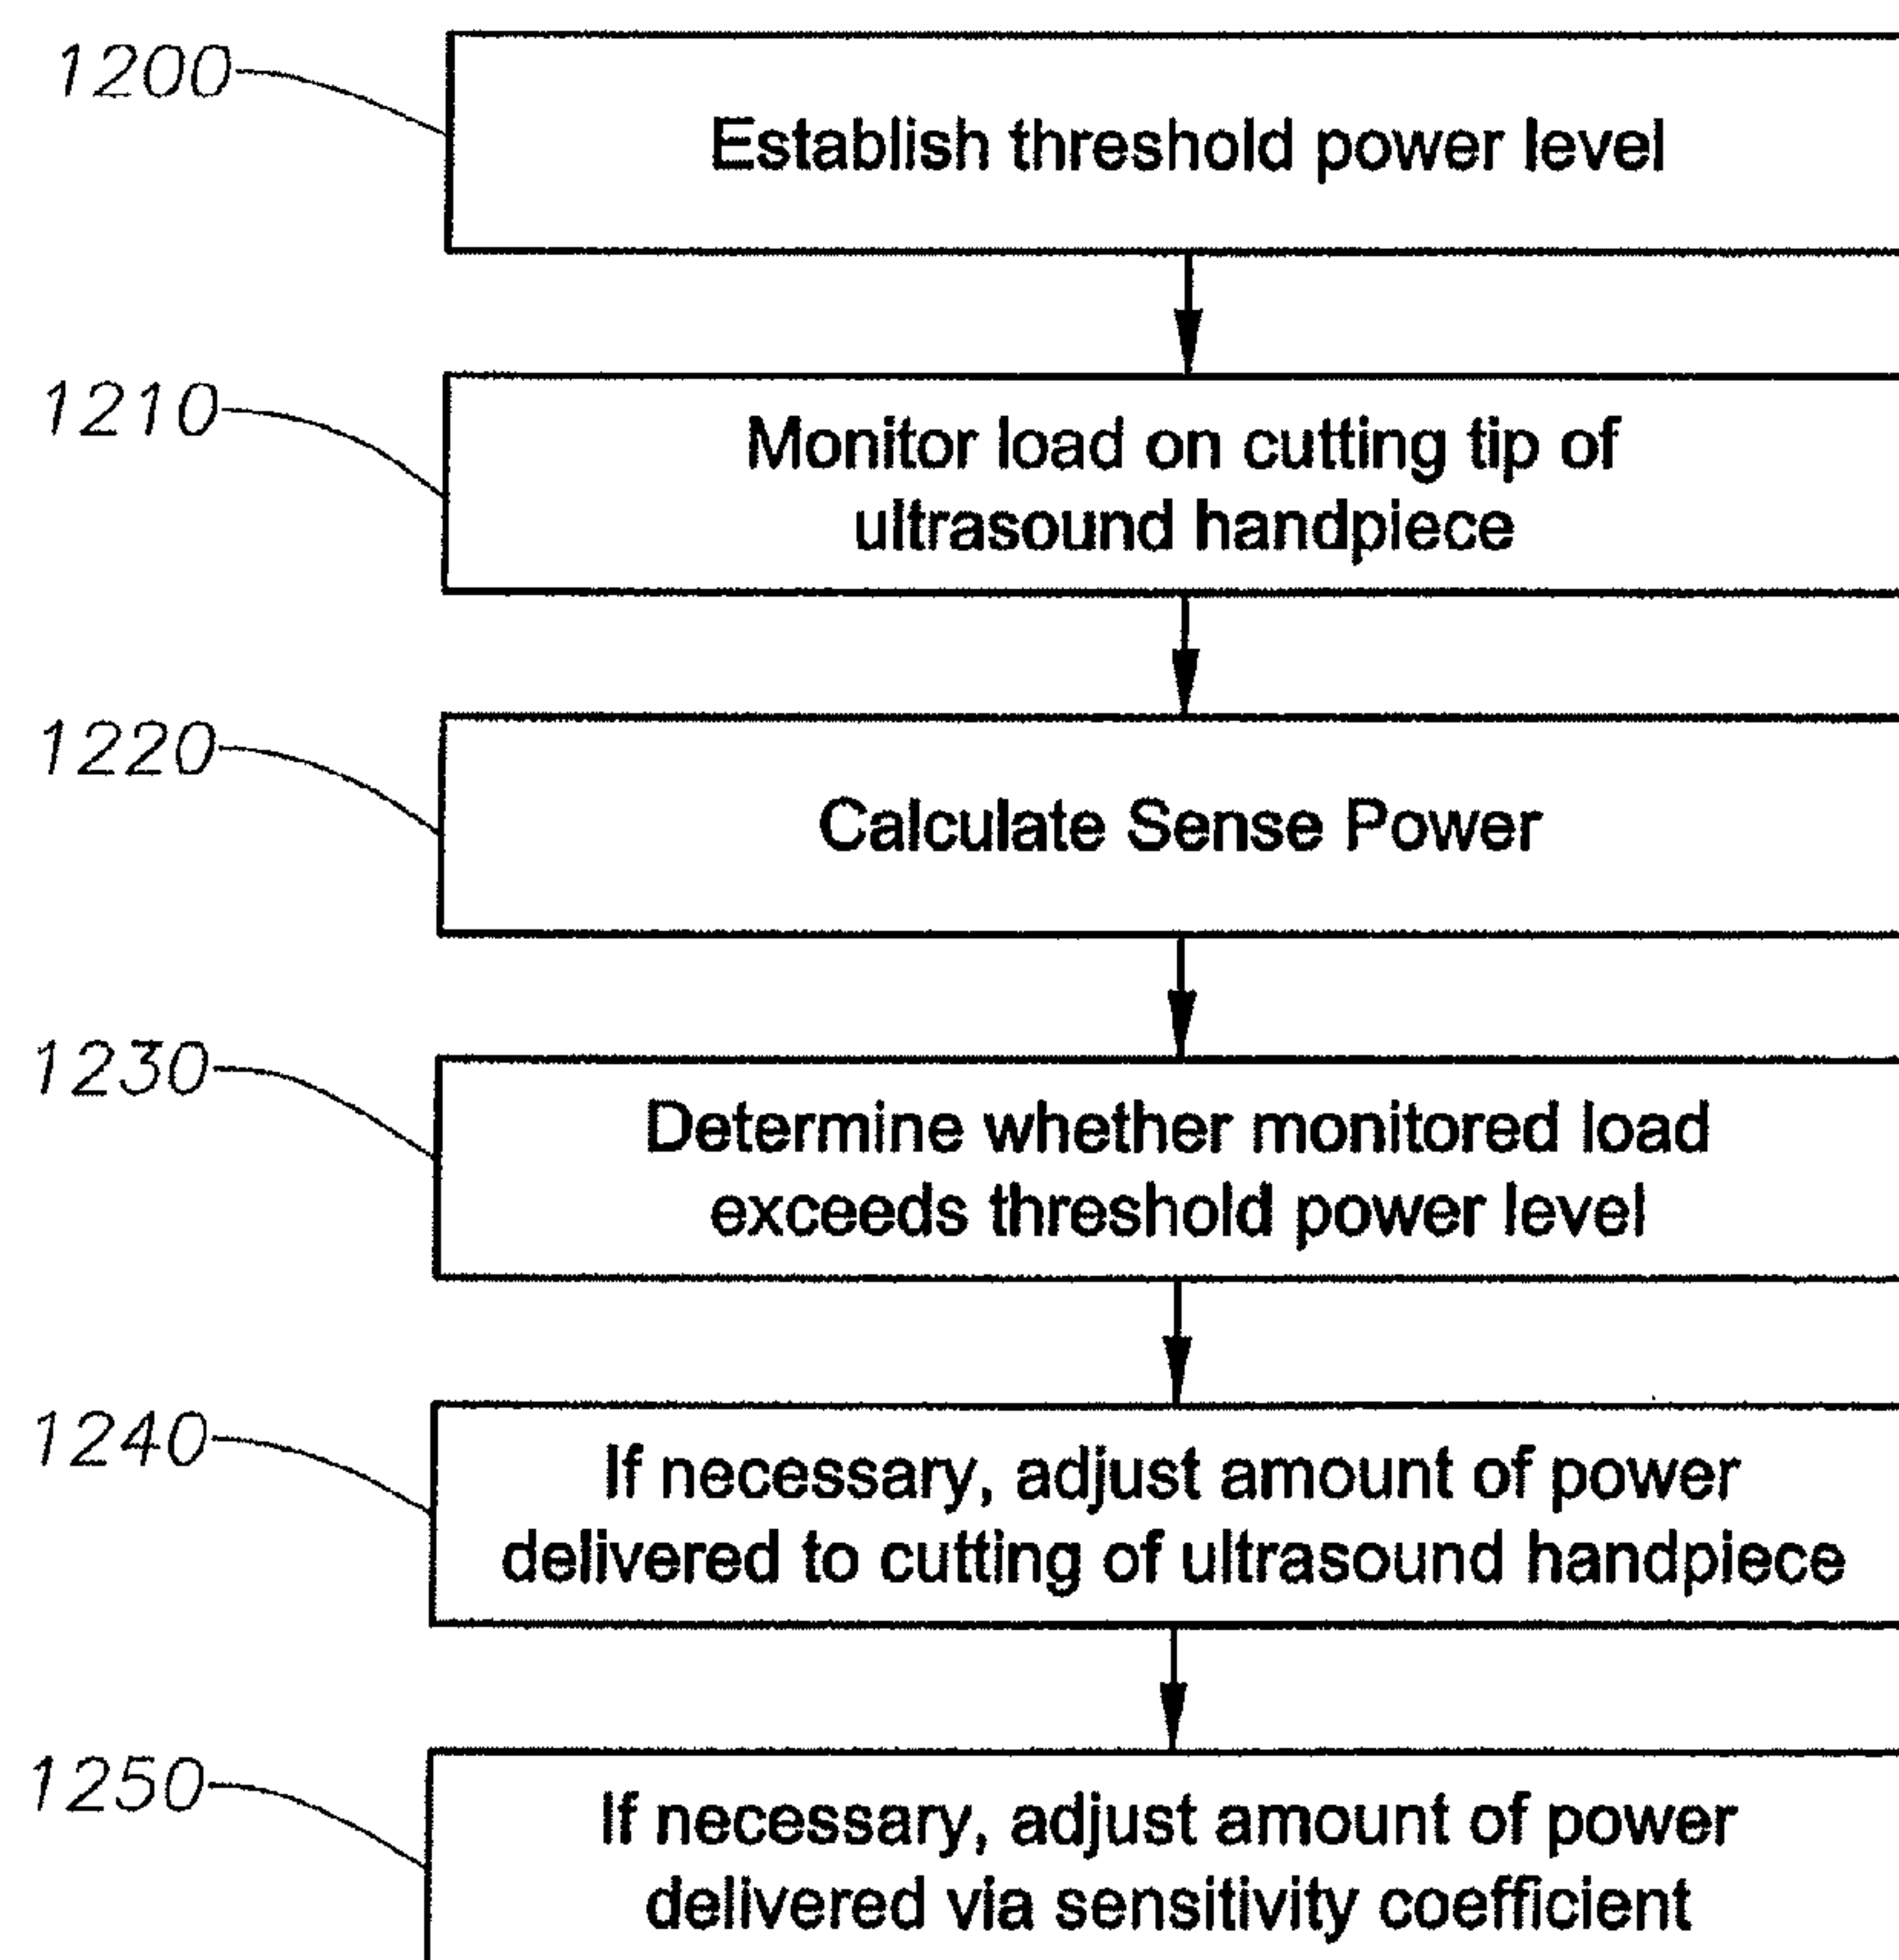 1200
Establish threshold power level
1210
Monitor load on cutting tip of
ultrasound handpiece
1220
Calculate Sense Power
1230
Determine whether monitored load
exceeds threshold power level
1240
If necessary, adjust amount of power
delivered to cutting of ultrasound handpiece
1250
If necessary, adjust amount of power
delivered via sensitivity coefficient